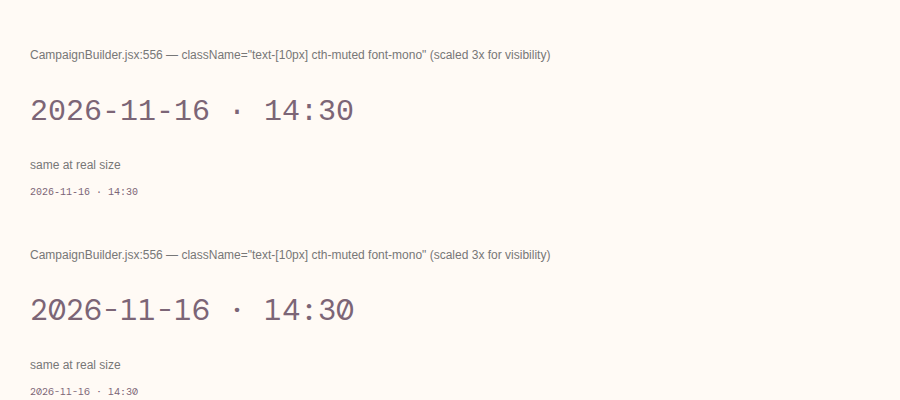 CampaignBuilder.jsx:556 — className="text-[10px] cth-muted font-mono" (scaled 3x for visibility)
2026-11-16 · 14:30
same at real size
2026-11-16 · 14:30
CampaignBuilder.jsx:556 — className="text-[10px] cth-muted font-mono" (scaled 3x for visibility)
2026-11-16 · 14:30
same at real size
2026-11-16 · 14:30